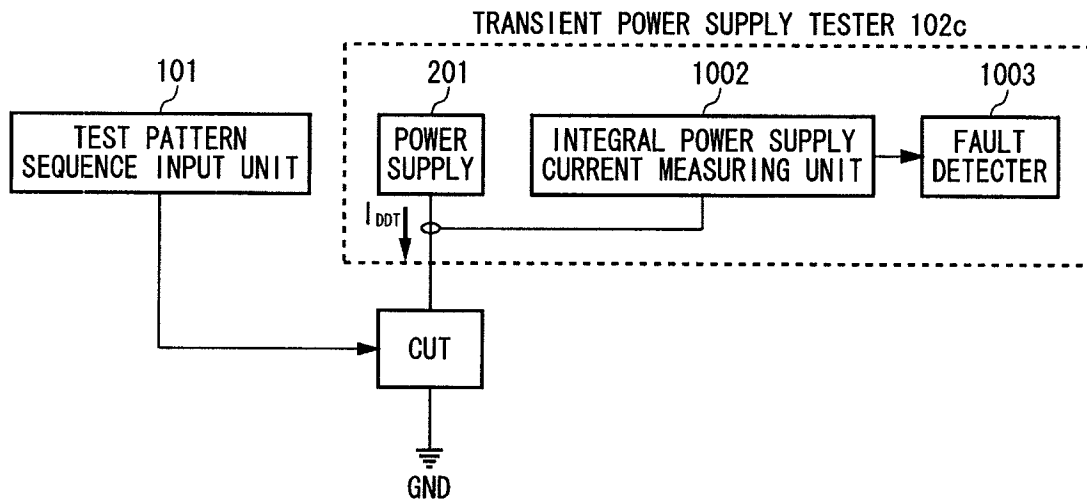 TRANSIENT POWER SUPPLY TESTER 102c
101
201
1002
1003
TEST PATTERN
SEQUENCE INPUT UNIT
POWER
SUPPLY
INTEGRAL POWER SUPPLY
CURRENT MEASURING UNIT
FAULT
DETECTER
IDDT
CUT
GND